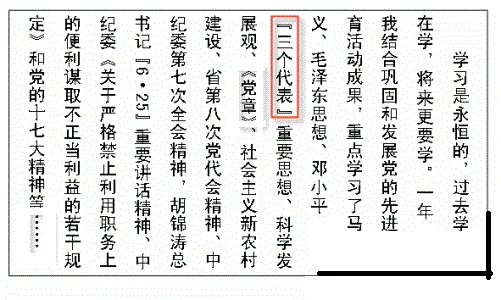 学习是永恒的，过去学
在学，将来更要学。一年
我结合巩固和发展党的先进
育活动成果，重点学习了马
义、毛泽东思想、邓小平
『三个代表』重要思想、科学发
展观、《党章》、社会主义新农村
建设、省第八次党代会精神、中
纪委第七次全会精神，胡锦涛总
书记『6·25』重要讲话精神、中
纪委《关于严格禁止利用职务上
的便利谋取不正当利益的若干规
定》和党的十七大精神等……